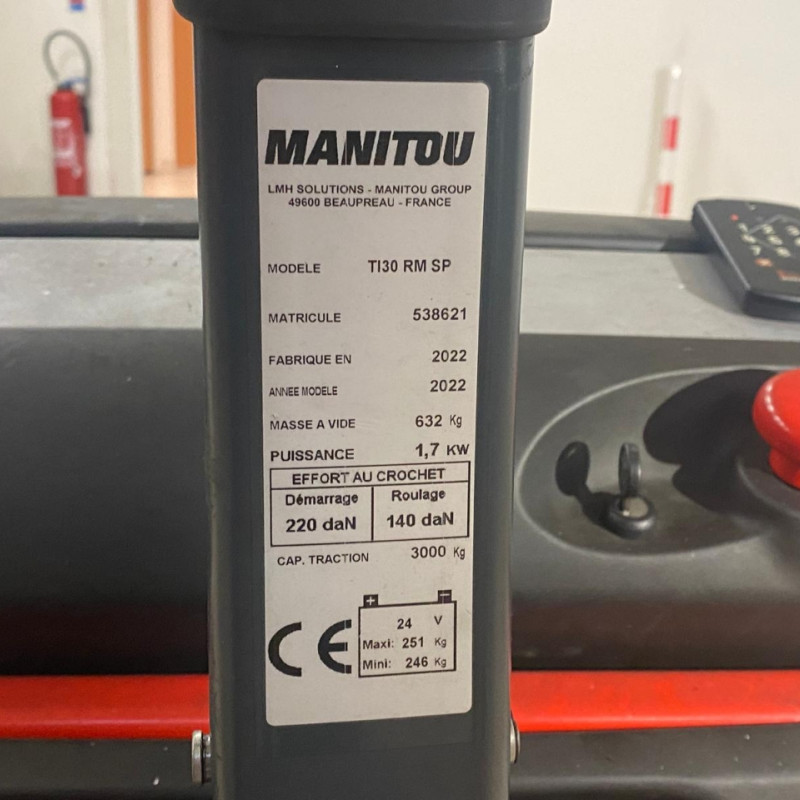 MANITOU
LMH SOLUTIONS - MANITOU GROUP
49600 BEAUPREAU - FRANCE
MODELE TI30 RM SP
MATRICULE 538621
FABRIQUE EN 2022
ANNEE MODELE 2022
MASSE A VIDE 632 Kg
PUISSANCE 1,7 KW
EFFORT AU CROCHET
Démarrage Roulage
220 daN 140 daN
CAP. TRACTION 3000 Kg
+ -
24 V
Maxi: 251 Kg
Mini: 246 Kg
CE